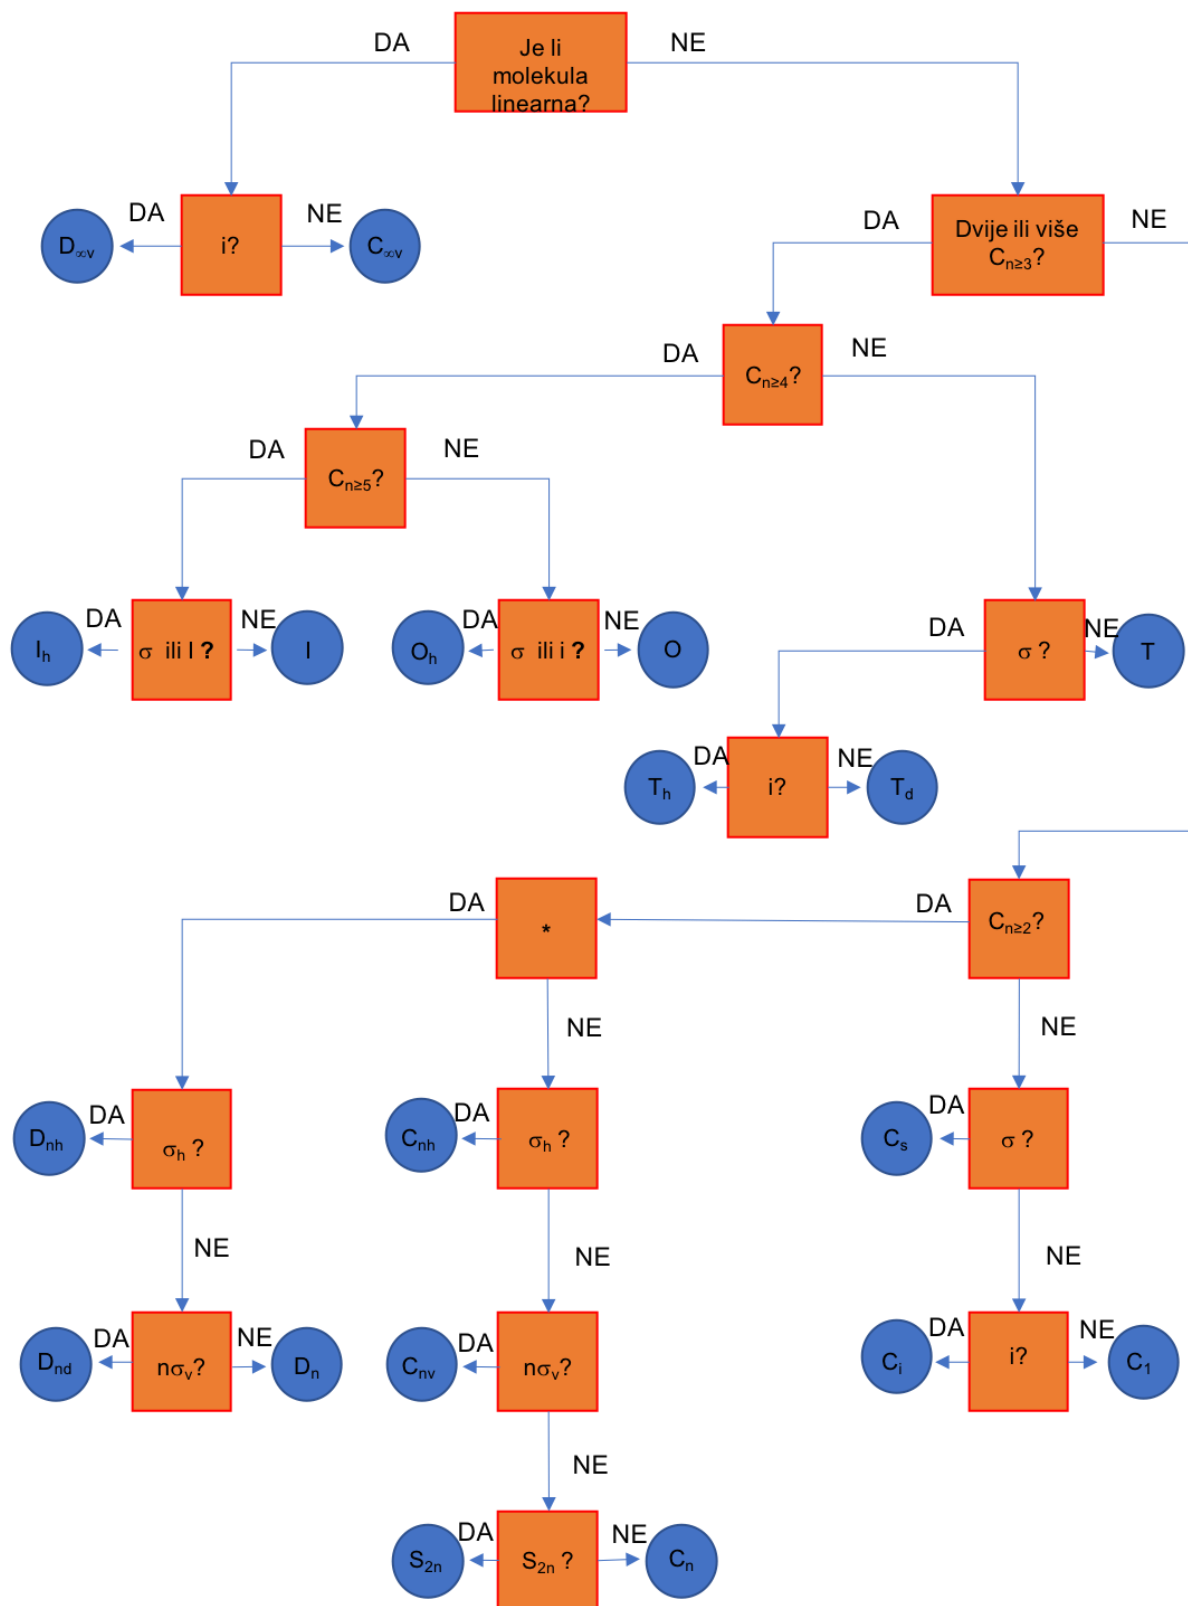 DA
Je li
molekula
linearna?
NE
DA
i?
NE
D∞v
C∞v
DA
Dvije ili više
Cn≥3?
NE
DA
Cn≥4?
NE
DA
Cn≥5?
NE
Ih
DA
σ ili I ?
NE
I
Oh
DA
σ ili i ?
NE
O
DA
σ ?
NE
T
Th
DA
i?
NE
Td
DA
*
DA
Cn≥2?
NE
NE
Dnh
DA
σh ?
Cnh
DA
σh ?
Cs
DA
σ ?
NE
NE
NE
Dnd
DA
nσv?
NE
Dn
Cnv
DA
nσv?
Ci
DA
i?
NE
C1
NE
S2n
DA
S2n ?
NE
Cn